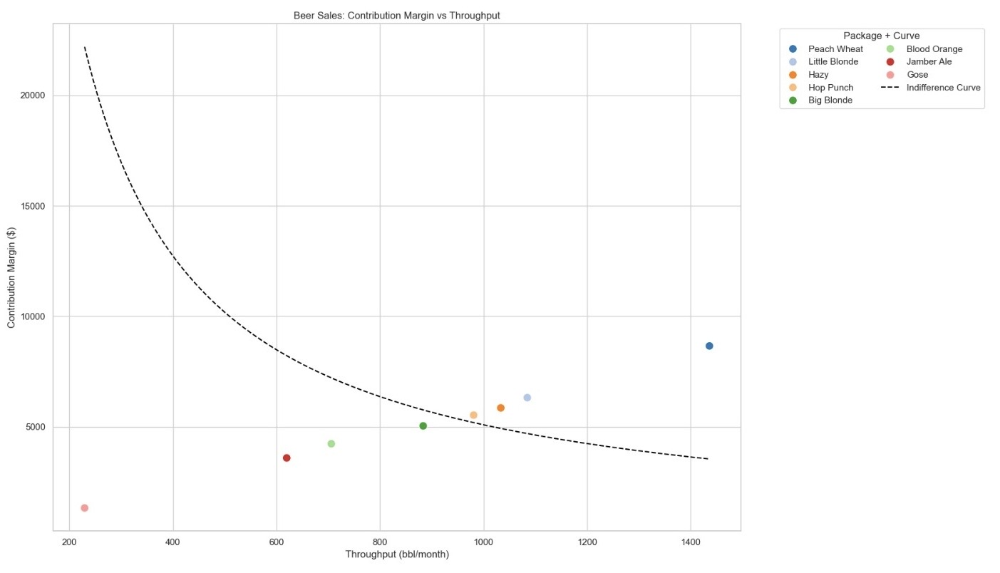 Beer Sales: Contribution Margin vs Throughput
Contribution Margin ($)
20000
15000
10000
5000
200 400 600 800 1000 1200 1400
Throughput (bbl/month)
Package + Curve
Peach Wheat
Little Blonde
Hazy
Hop Punch
Big Blonde
Blood Orange
Jamber Ale
Gose
Indifference Curve